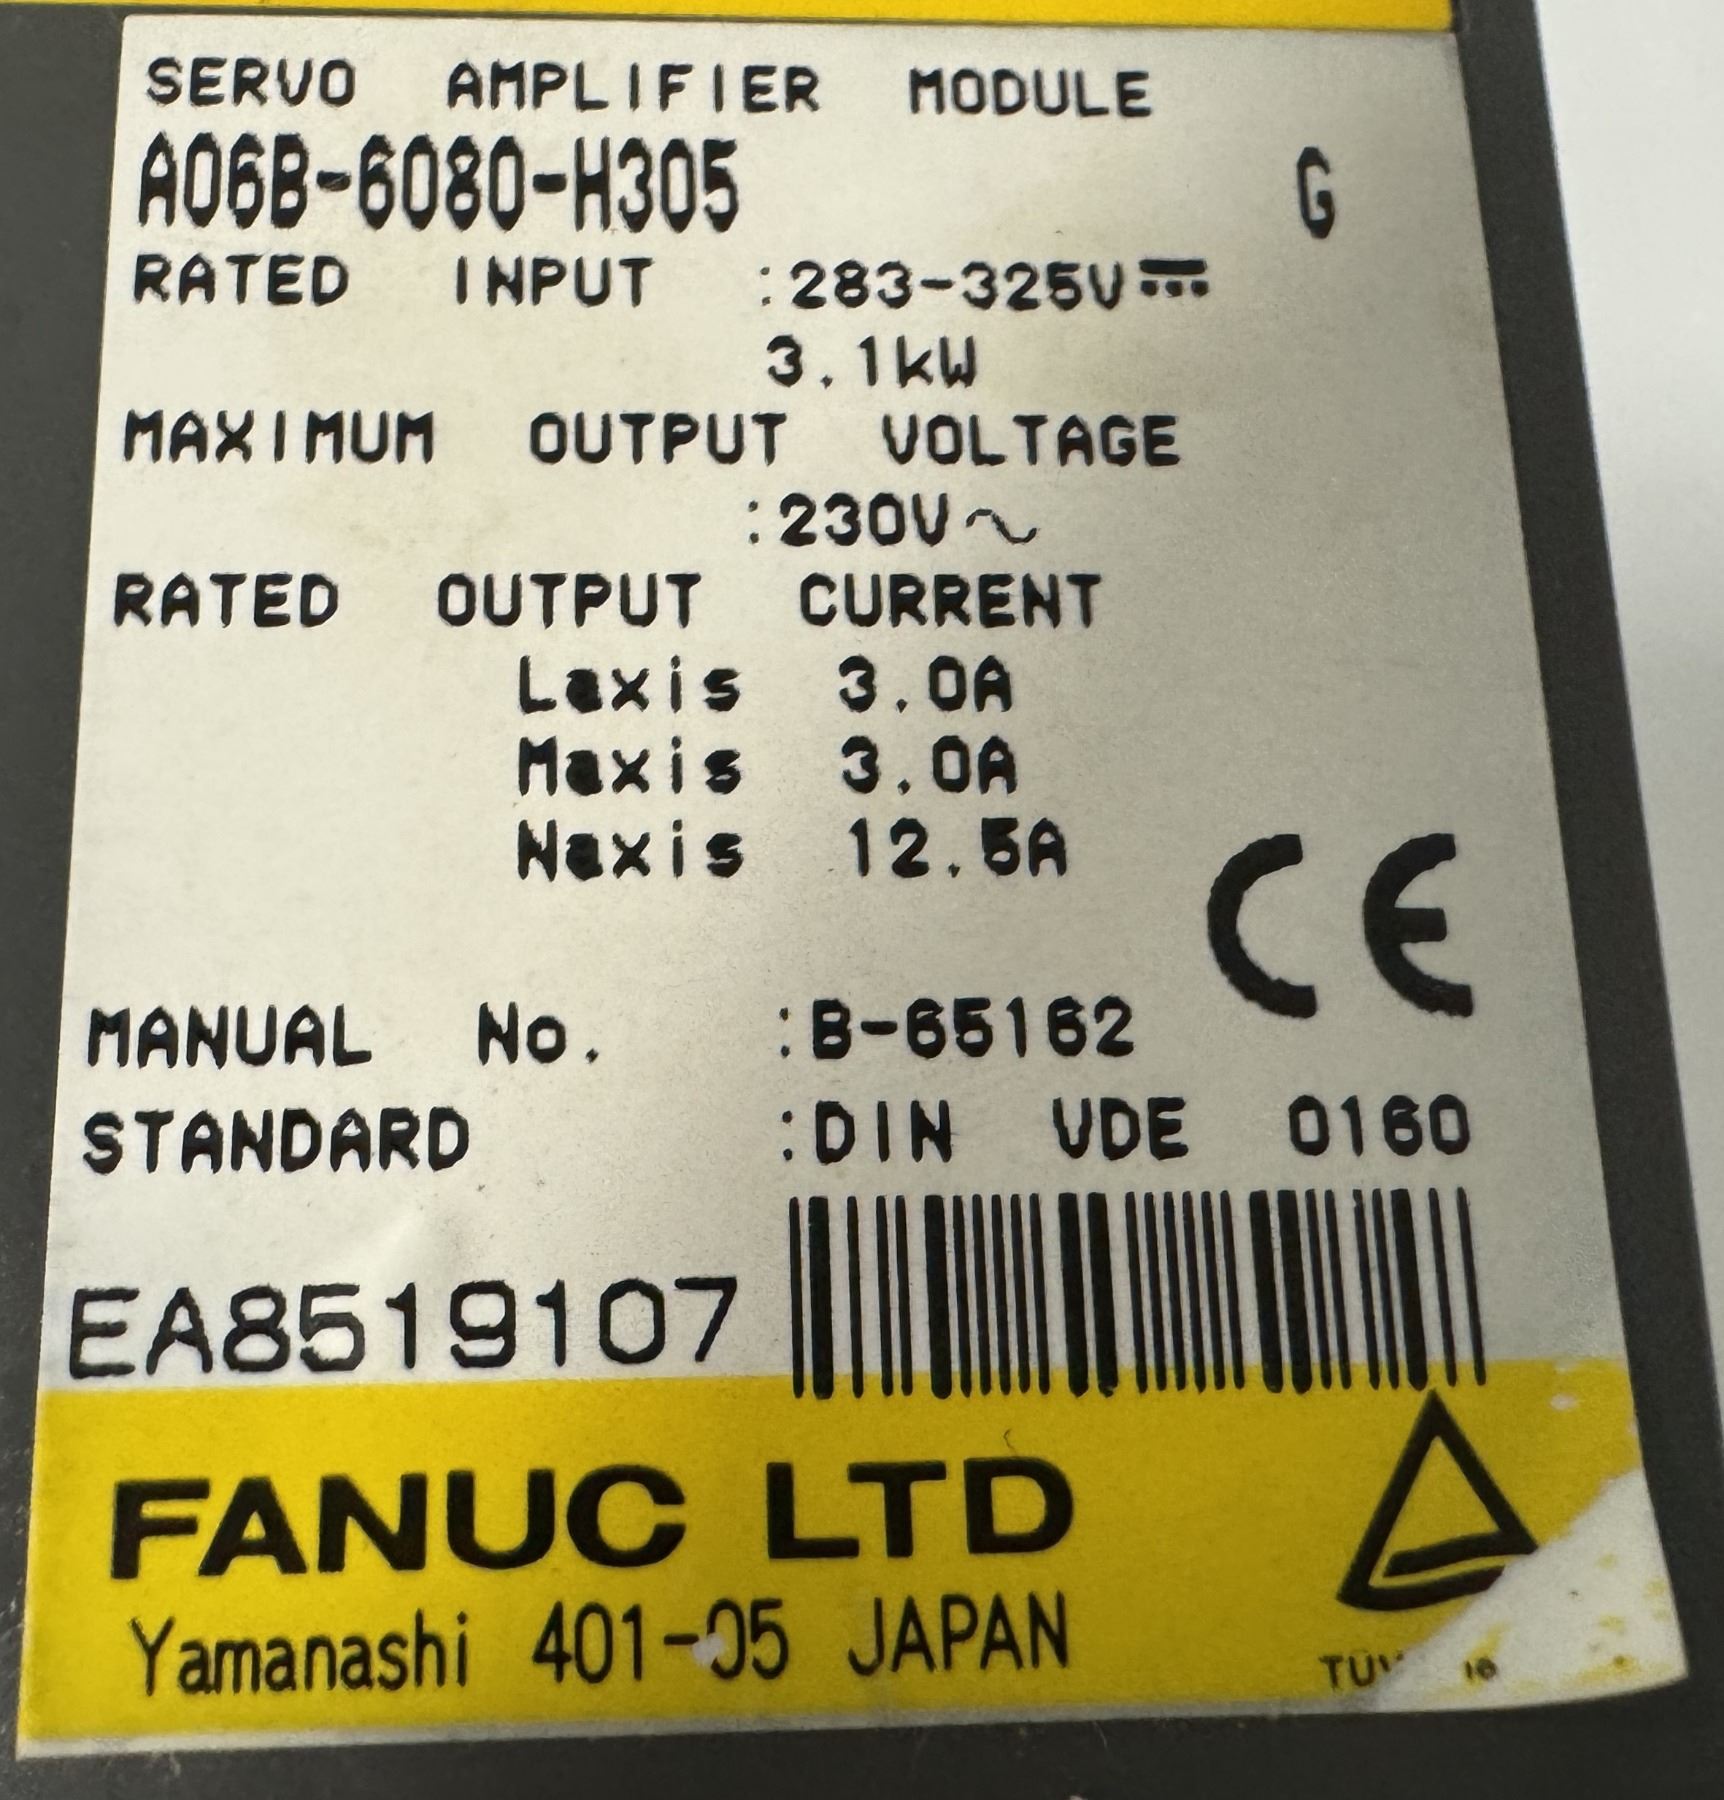 SERVO AMPLIFIER MODULE
A06B-6080-H305 G
RATED INPUT :283-325V⎓
3.1kW
MAXIMUM OUTPUT VOLTAGE
:230V~
RATED OUTPUT CURRENT
Laxis 3.0A
Maxis 3.0A
Naxis 12.5A
CE
MANUAL No. :B-65162
STANDARD :DIN VDE 0160
EA8519107
FANUC LTD
Yamanashi 401-05 JAPAN